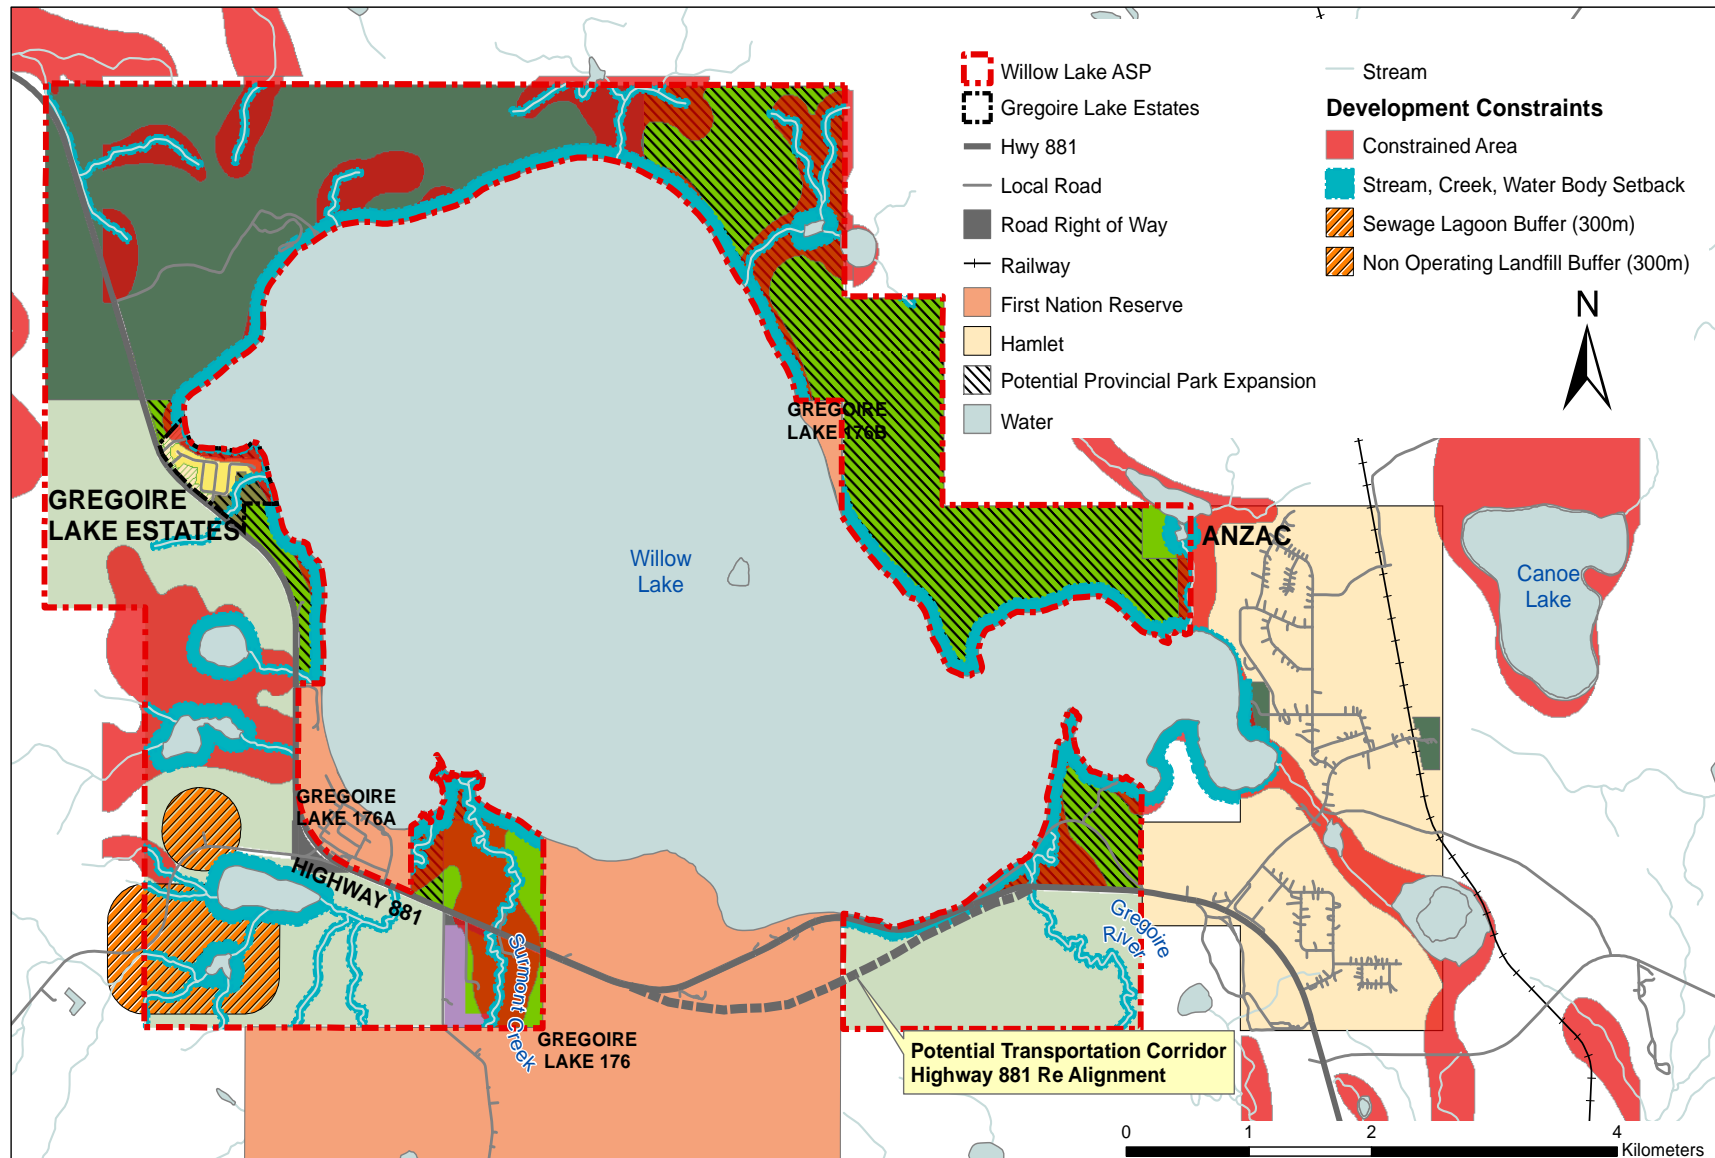 Willow Lake ASP
Gregoire Lake Estates
Hwy 881
Local Road
Road Right of Way
Railway
First Nation Reserve
Hamlet
Potential Provincial Park Expansion
Water
Stream
Development Constraints
Constrained Area
Stream, Creek, Water Body Setback
Sewage Lagoon Buffer (300m)
Non Operating Landfill Buffer (300m)
N
GREGOIRE
LAKE 176B
GREGOIRE
LAKE ESTATES
ANZAC
Willow
Lake
Canoe
Lake
GREGOIRE
LAKE 176A
HIGHWAY 881
Gregoire
River
Surmont Creek
GREGOIRE
LAKE 176
Potential Transportation Corridor
Highway 881 Re Alignment
0 1 2 4
Kilometers